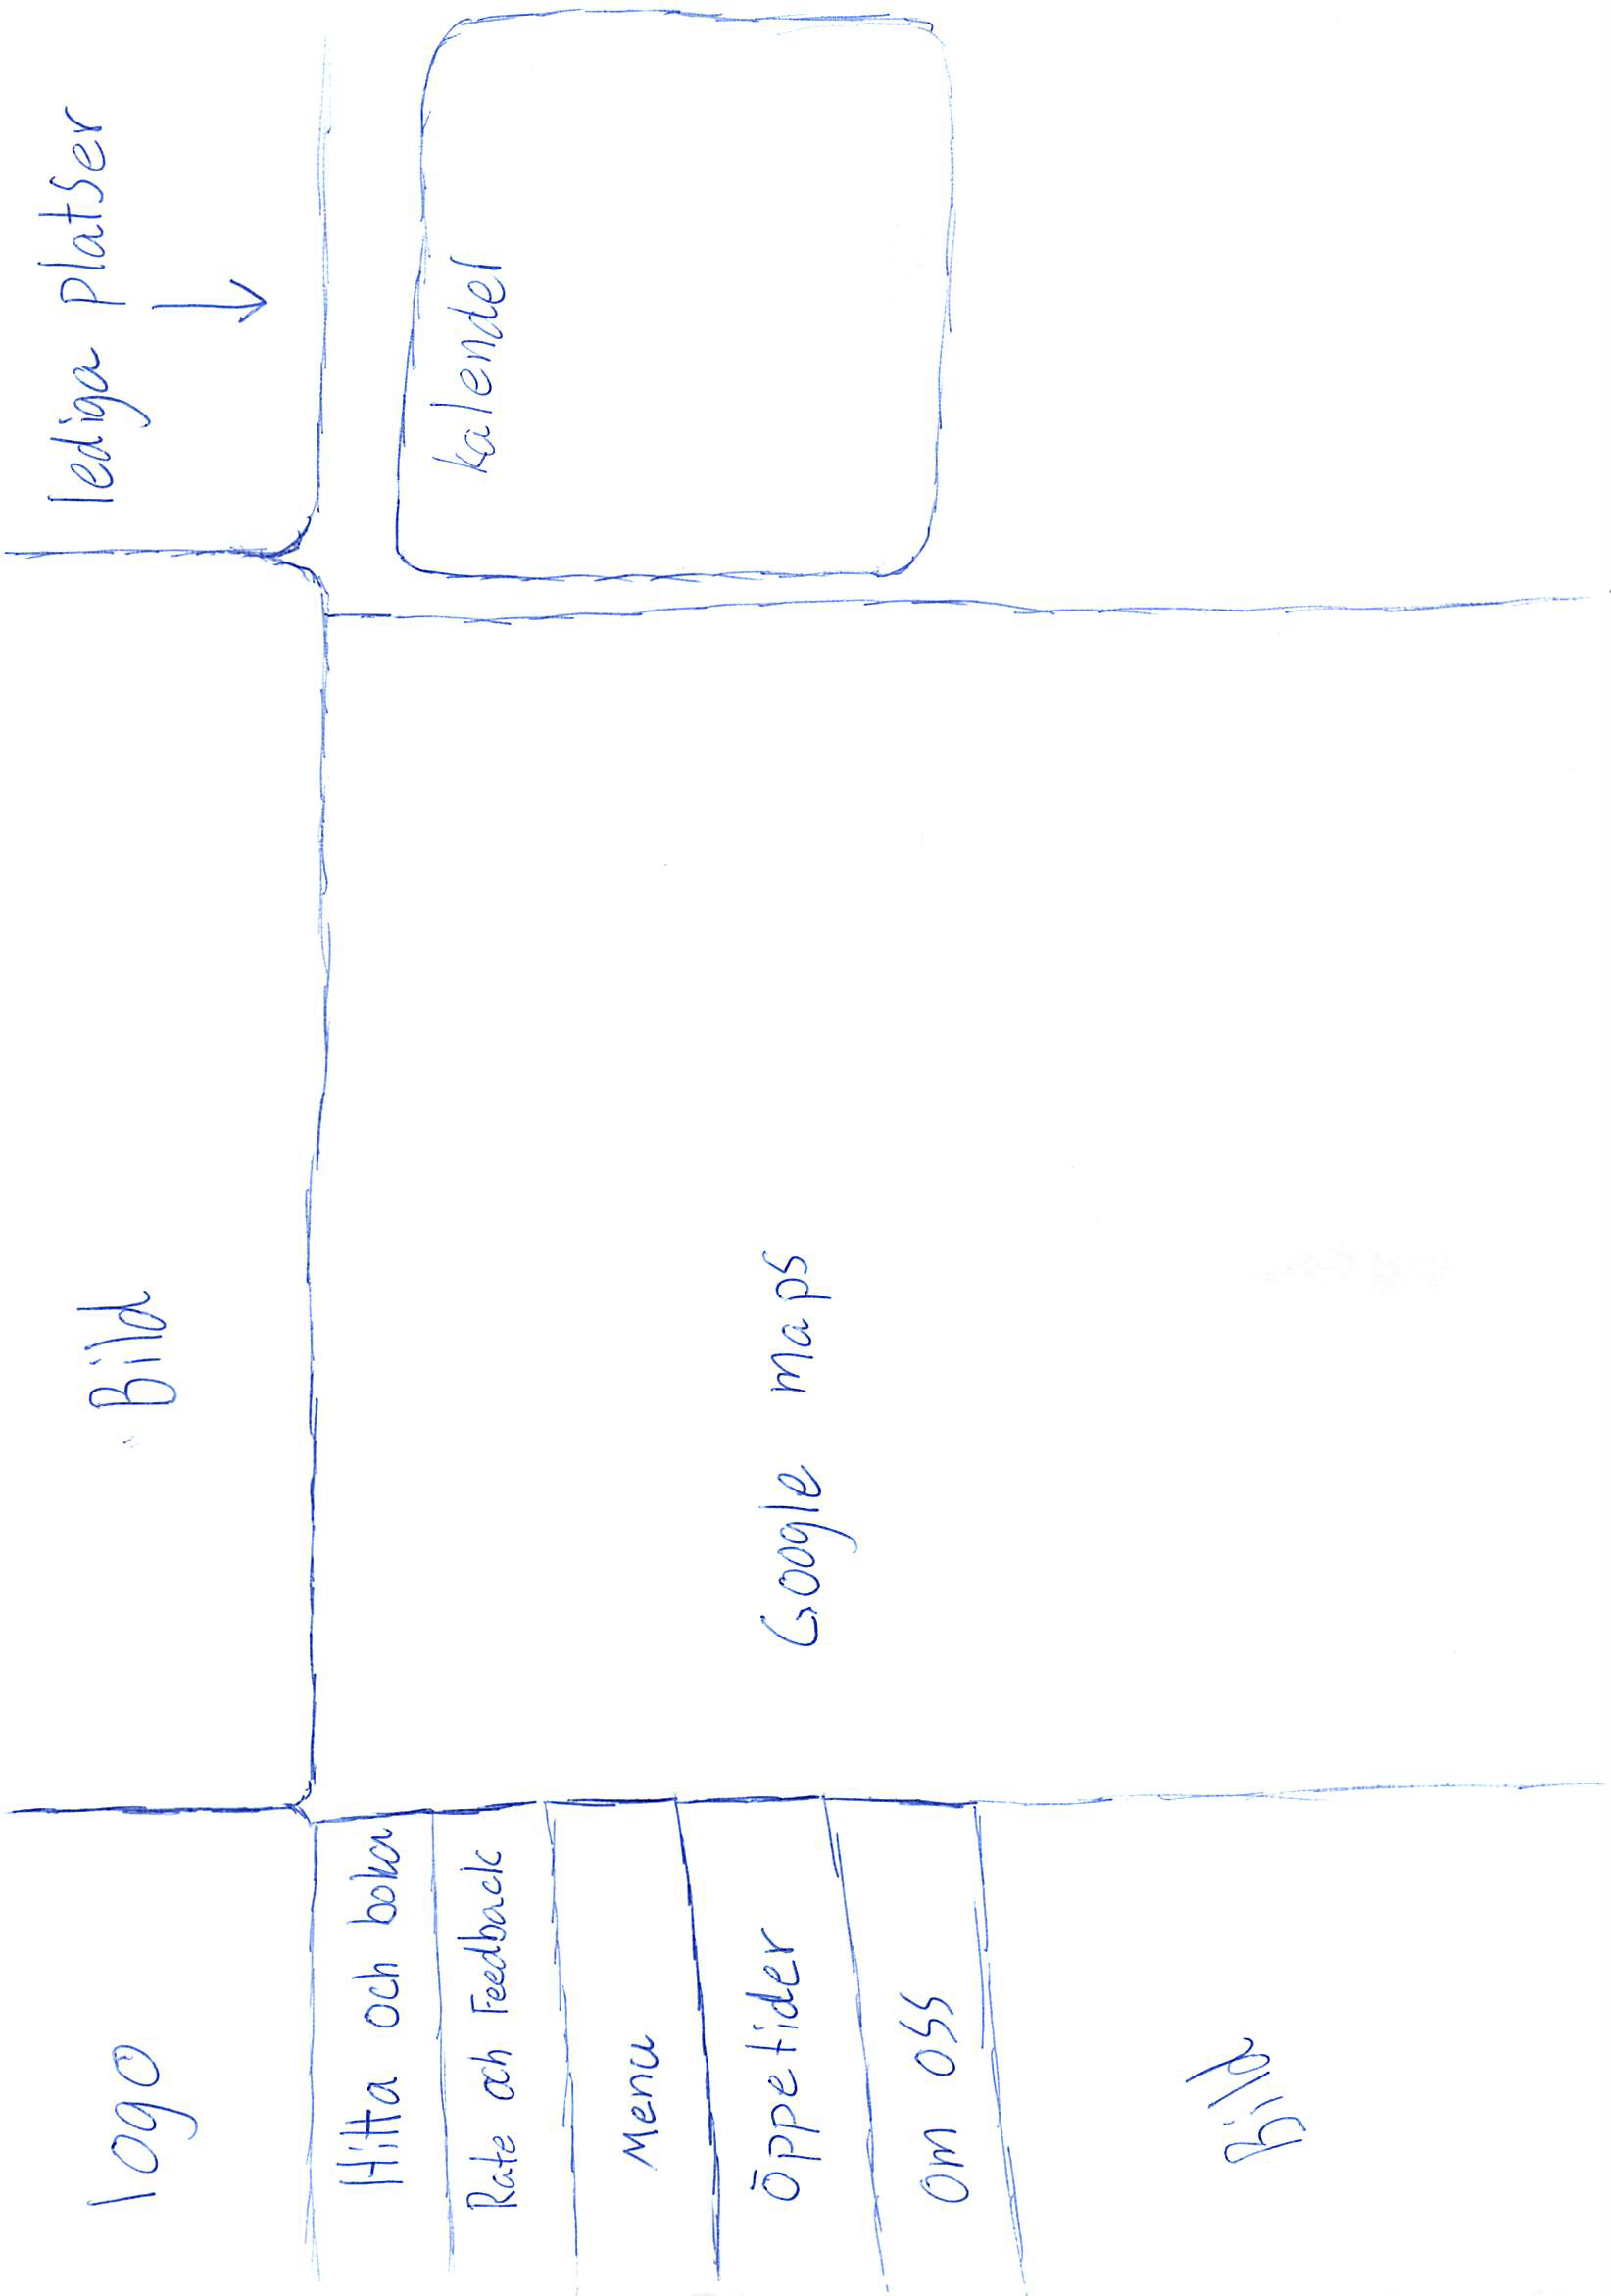 logo
Bild
lediga platser
Hitta och boka
Rate och Feedback
Menu
Öppetider
Om oss
Bild
Google maps
kalender